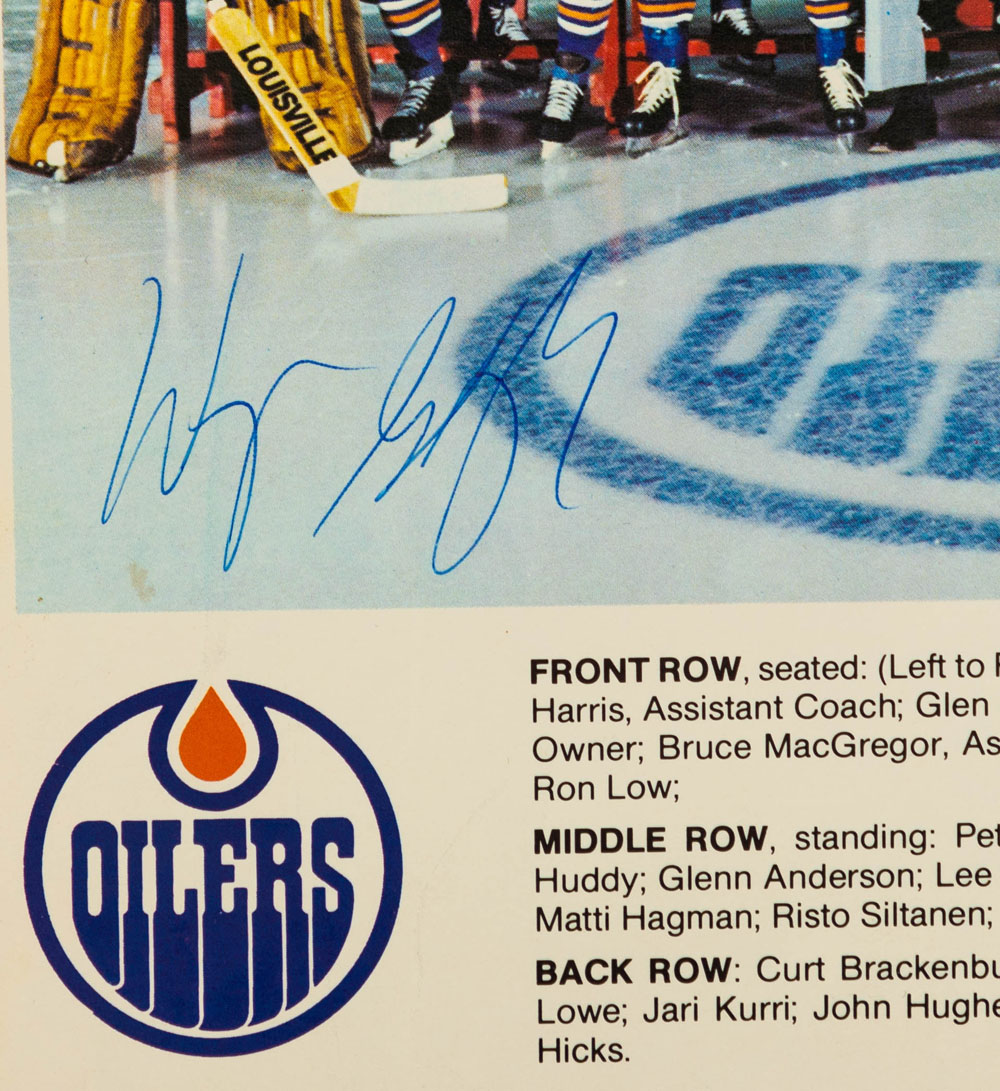 LOUISVILLE
OI
OILERS
FRONT ROW, seated: (Left to
Harris, Assistant Coach; Glen
Owner; Bruce MacGregor, As
Ron Low;
MIDDLE ROW, standing: Pet
Huddy; Glenn Anderson; Lee
Matti Hagman; Risto Siltanen;
BACK ROW: Curt Brackenbu
Lowe; Jari Kurri; John Hughe
Hicks.